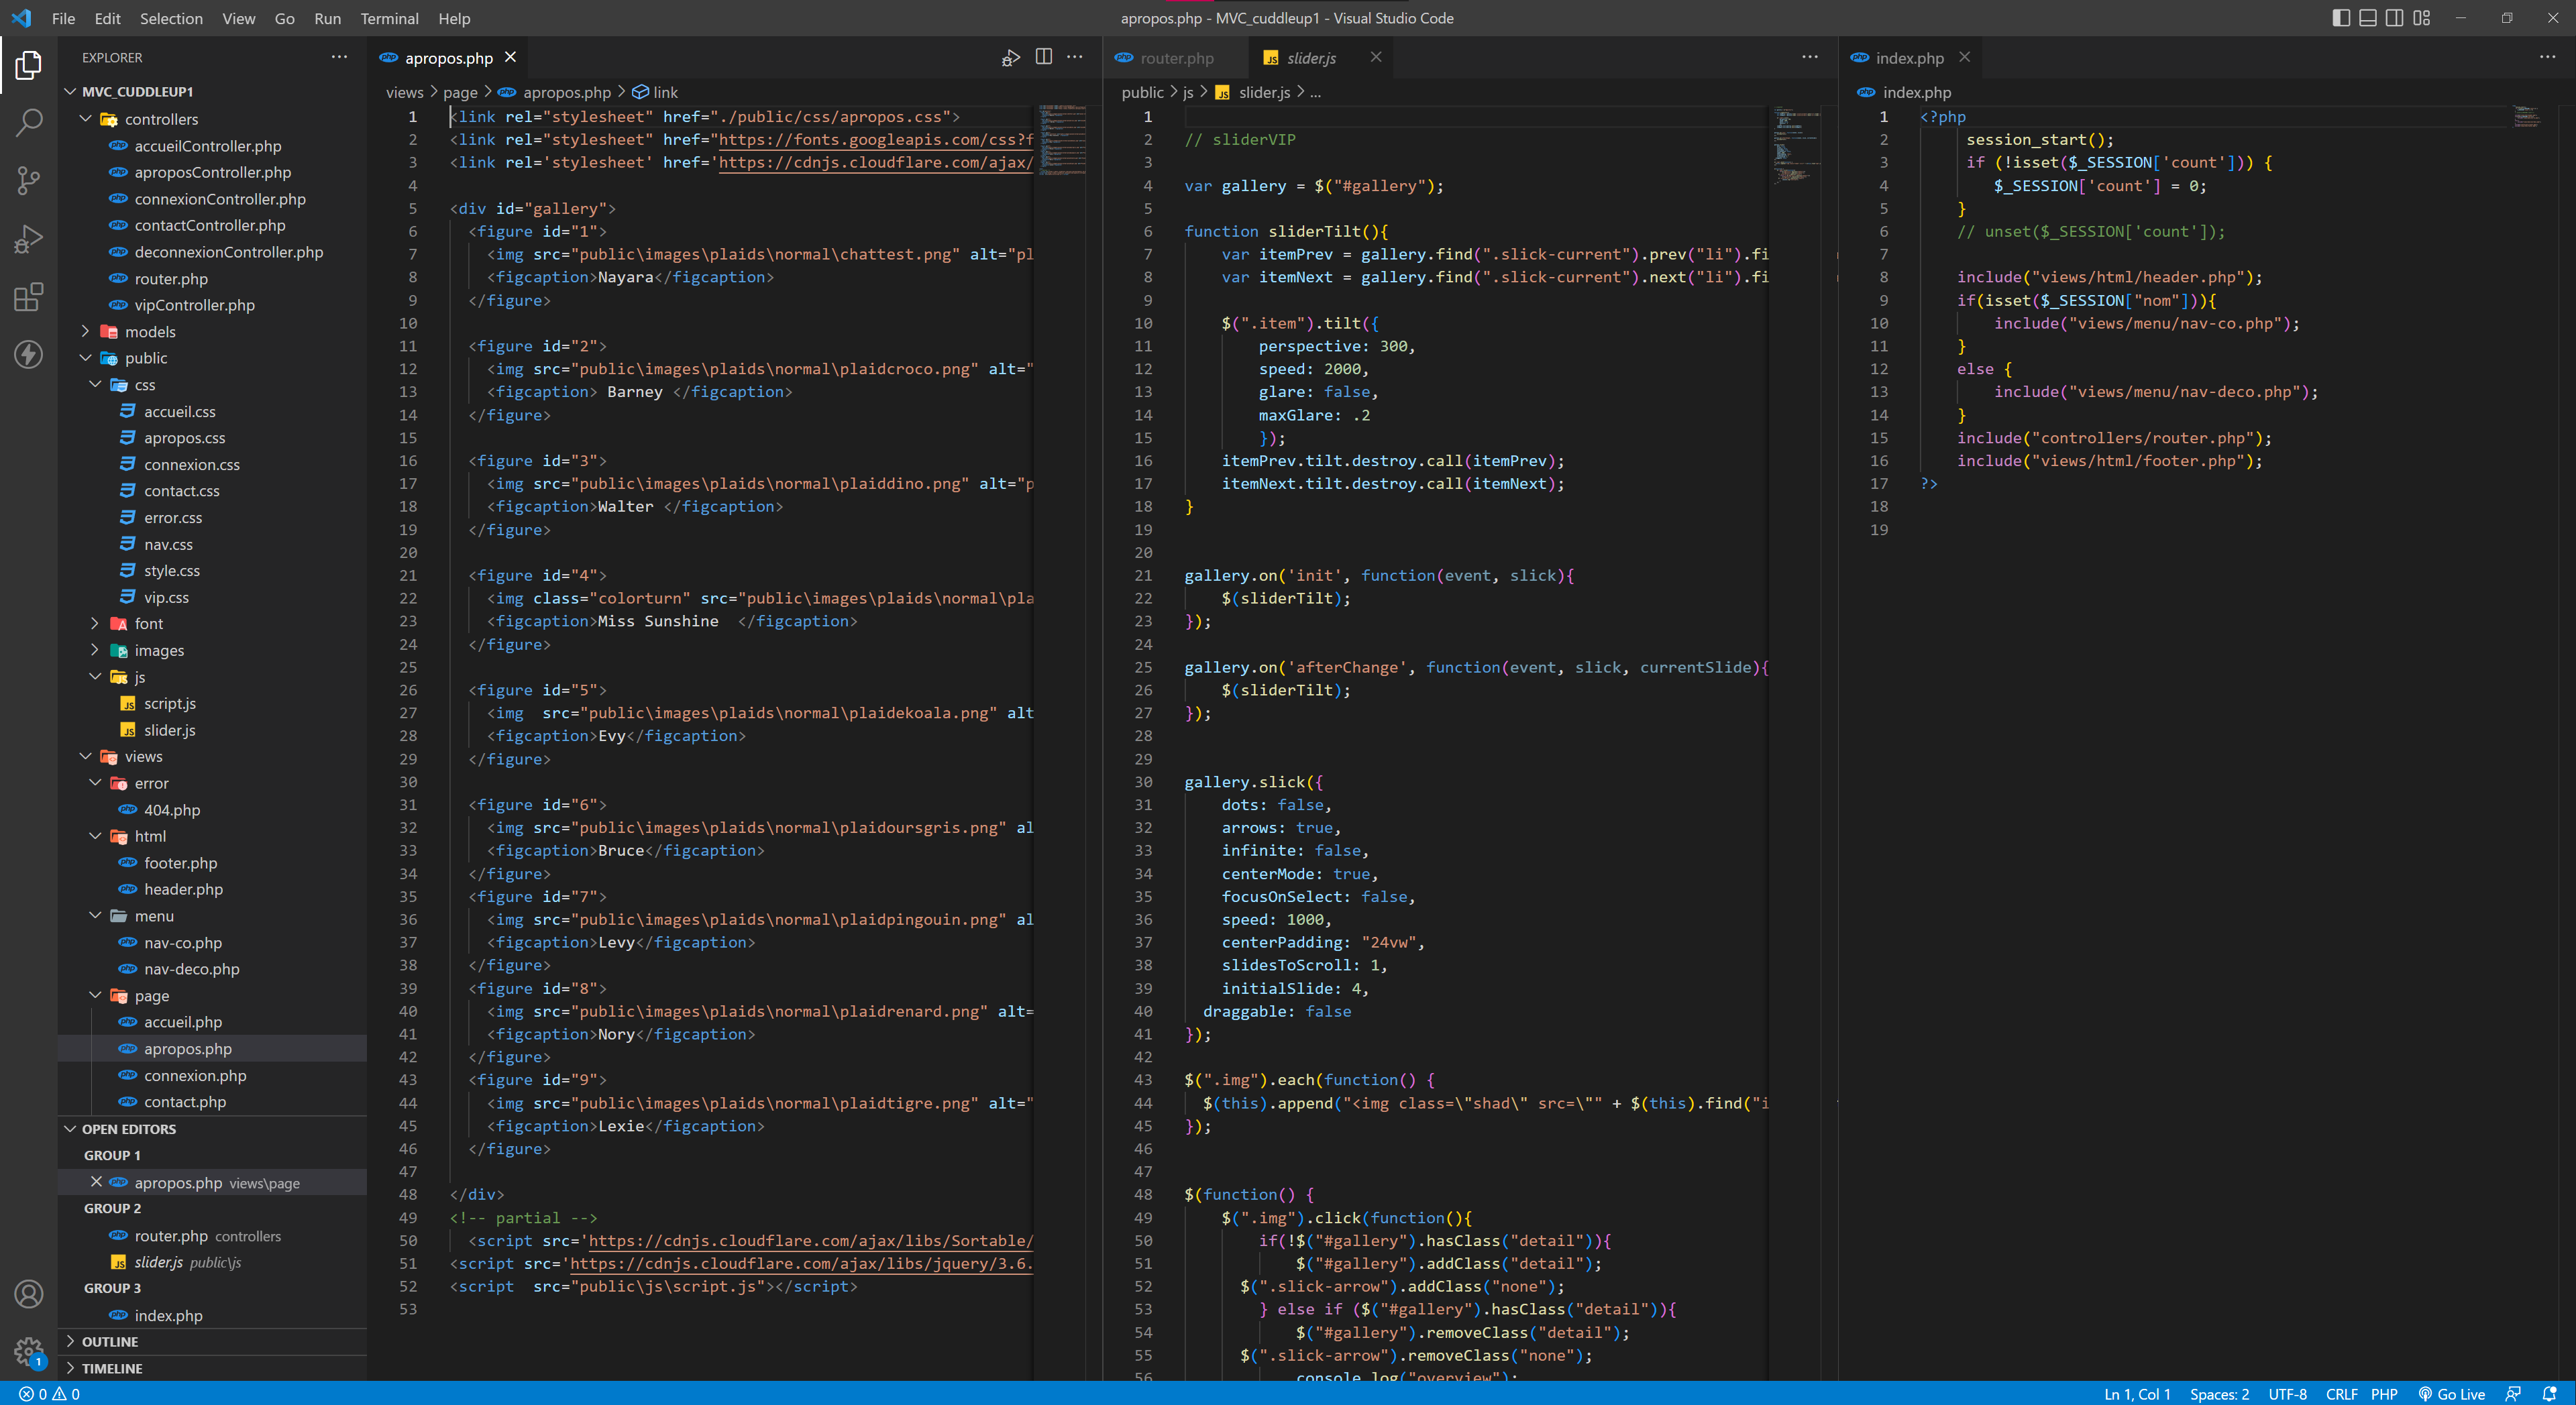 File Edit Selection View Go Run Terminal Help
apropos.php - MVC_cuddleup1 - Visual Studio Code
EXPLORER
MVC_CUDDLEUP1
controllers
accueilController.php
aproposController.php
connexionController.php
contactController.php
deconnexionController.php
router.php
vipController.php
models
public
css
accueil.css
apropos.css
connexion.css
contact.css
error.css
nav.css
style.css
vip.css
font
images
js
script.js
slider.js
views
error
404.php
html
footer.php
header.php
menu
nav-co.php
nav-deco.php
page
accueil.php
apropos.php
connexion.php
contact.php
OPEN EDITORS
GROUP 1
apropos.php views\page
GROUP 2
router.php controllers
slider.js public\js
GROUP 3
index.php
OUTLINE
TIMELINE
apropos.php
views > page > apropos.php > link
1 <link rel="stylesheet" href="./public/css/apropos.css">
2 <link rel="stylesheet" href="https://fonts.googleapis.com/css?f
3 <link rel='stylesheet' href='https://cdnjs.cloudflare.com/ajax/
4
5 <div id="gallery">
6 <figure id="1">
7 <img src="public\images\plaids\normal\chattest.png" alt="pl
8 <figcaption>Nayara</figcaption>
9 </figure>
10
11 <figure id="2">
12 <img src="public\images\plaids\normal\plaidcroco.png" alt="
13 <figcaption> Barney </figcaption>
14 </figure>
15
16 <figure id="3">
17 <img src="public\images\plaids\normal\plaiddino.png" alt="p
18 <figcaption>Walter </figcaption>
19 </figure>
20
21 <figure id="4">
22 <img class="colorturn" src="public\images\plaids\normal\pla
23 <figcaption>Miss Sunshine  </figcaption>
24 </figure>
25
26 <figure id="5">
27 <img  src="public\images\plaids\normal\plaidekoala.png" alt
28 <figcaption>Evy</figcaption>
29 </figure>
30
31 <figure id="6">
32 <img src="public\images\plaids\normal\plaidoursgris.png" al
33 <figcaption>Bruce</figcaption>
34 </figure>
35 <figure id="7">
36 <img src="public\images\plaids\normal\plaidpingouin.png" al
37 <figcaption>Levy</figcaption>
38 </figure>
39 <figure id="8">
40 <img src="public\images\plaids\normal\plaidrenard.png" alt=
41 <figcaption>Nory</figcaption>
42 </figure>
43 <figure id="9">
44 <img src="public\images\plaids\normal\plaidtigre.png" alt="
45 <figcaption>Lexie</figcaption>
46 </figure>
47
48 </div>
49 <!-- partial -->
50 <script src='https://cdnjs.cloudflare.com/ajax/libs/Sortable/
51 <script src='https://cdnjs.cloudflare.com/ajax/libs/jquery/3.6.
52 <script  src="public\js\script.js"></script>
53
router.php slider.js
public > js > slider.js > ...
1
2 // sliderVIP
3
4 var gallery = $("#gallery");
5
6 function sliderTilt(){
7 var itemPrev = gallery.find(".slick-current").prev("li").fi
8 var itemNext = gallery.find(".slick-current").next("li").fi
9
10 $(".item").tilt({
11 perspective: 300,
12 speed: 2000,
13 glare: false,
14 maxGlare: .2
15 });
16 itemPrev.tilt.destroy.call(itemPrev);
17 itemNext.tilt.destroy.call(itemNext);
18 }
19
20
21 gallery.on('init', function(event, slick){
22 $(sliderTilt);
23 });
24
25 gallery.on('afterChange', function(event, slick, currentSlide){
26 $(sliderTilt);
27 });
28
29
30 gallery.slick({
31 dots: false,
32 arrows: true,
33 infinite: false,
34 centerMode: true,
35 focusOnSelect: false,
36 speed: 1000,
37 centerPadding: "24vw",
38 slidesToScroll: 1,
39 initialSlide: 4,
40 draggable: false
41 });
42
43 $(".img").each(function() {
44 $(this).append("<img class=\"shad\" src=\"" + $(this).find("i
45 });
46
47
48 $(function() {
49 $(".img").click(function(){
50 if(!$("#gallery").hasClass("detail")){
51 $("#gallery").addClass("detail");
52 $(".slick-arrow").addClass("none");
53 } else if ($("#gallery").hasClass("detail")){
54 $("#gallery").removeClass("detail");
55 $(".slick-arrow").removeClass("none");
56 console.log("overview");
index.php
index.php
1 <?php
2 session_start();
3 if (!isset($_SESSION['count'])) {
4 $_SESSION['count'] = 0;
5 }
6 // unset($_SESSION['count']);
7
8 include("views/html/header.php");
9 if(isset($_SESSION["nom"])){
10 include("views/menu/nav-co.php");
11 }
12 else {
13 include("views/menu/nav-deco.php");
14 }
15 include("controllers/router.php");
16 include("views/html/footer.php");
17 ?>
18
19
1
0 0
Ln 1, Col 1 Spaces: 2 UTF-8 CRLF PHP Go Live